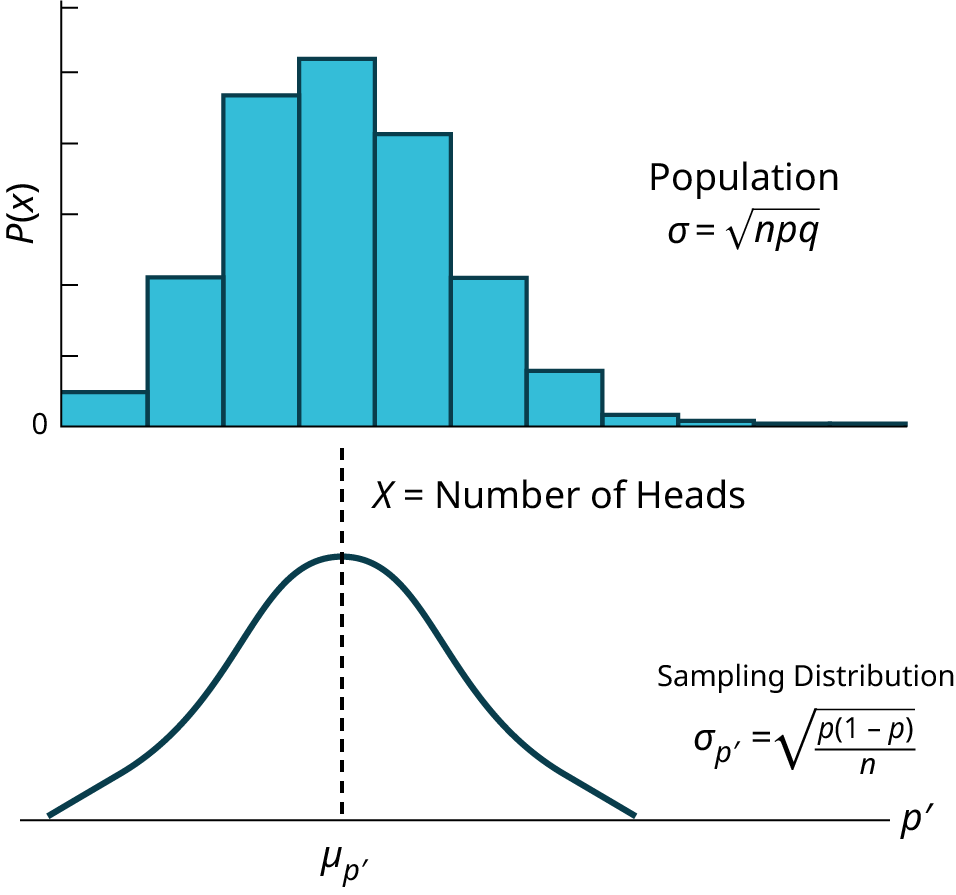 P(x)
0
Population
σ = √npq
X = Number of Heads
Sampling Distribution
σp′ = √p(1 – p)/n
p′
μp′